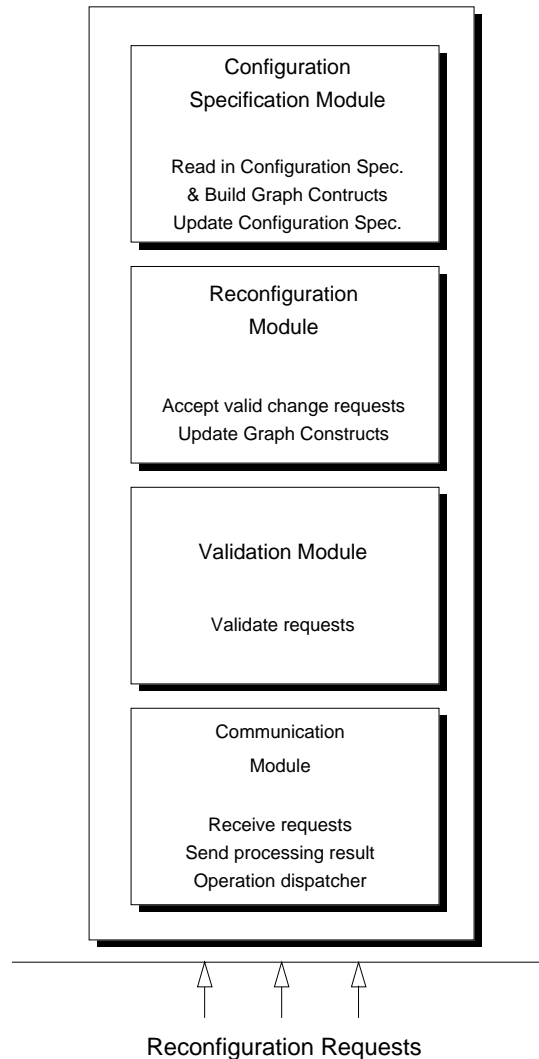 Configuration
Specification Module
Read in Configuration Spec.
& Build Graph Contructs
Update Configuration Spec.
Reconfiguration
Module
Accept valid change requests
Update Graph Constructs
Validation Module
Validate requests
Communication
Module
Receive requests
Send processing result
Operation dispatcher
Reconfiguration Requests